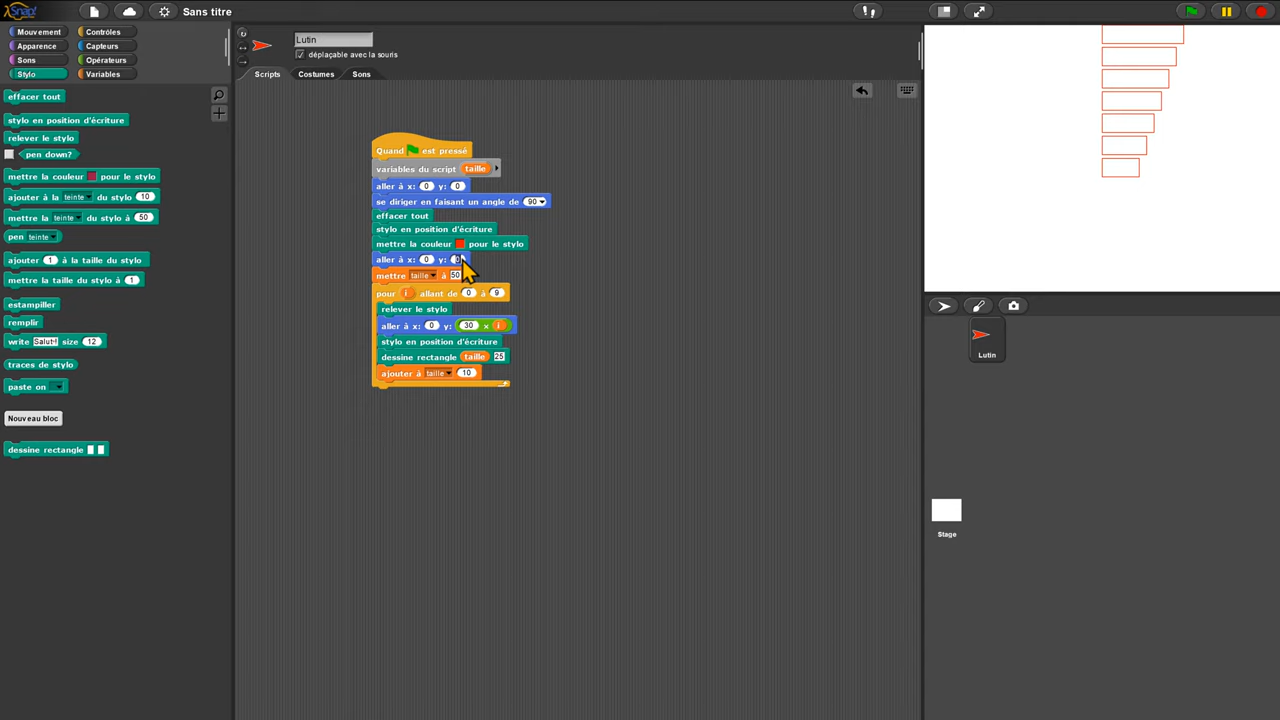 Snap!
Sans titre
Mouvement
Contrôles
Apparence
Capteurs
Sons
Opérateurs
Stylo
Variables
effacer tout
stylo en position d'écriture
relever le stylo
pen down?
mettre la couleur pour le stylo
ajouter à la teinte du stylo 10
mettre la teinte du stylo à 50
pen teinte
ajouter 1 à la taille du stylo
mettre la taille du stylo à 1
estampiller
remplir
write Salut! size 12
traces de stylo
paste on
Nouveau bloc
dessine rectangle
Lutin
déplaçable avec la souris
Scripts
Costumes
Sons
Quand est pressé
variables du script taille
aller à x: 0 y: 0
se diriger en faisant un angle de 90
effacer tout
stylo en position d'écriture
mettre la couleur pour le stylo
aller à x: 0 y: 0
mettre taille à 50
pour i allant de 0 à 9
relever le stylo
aller à x: 0 y: 30 × i
stylo en position d'écriture
dessine rectangle taille 25
ajouter à taille 10
Lutin
Stage